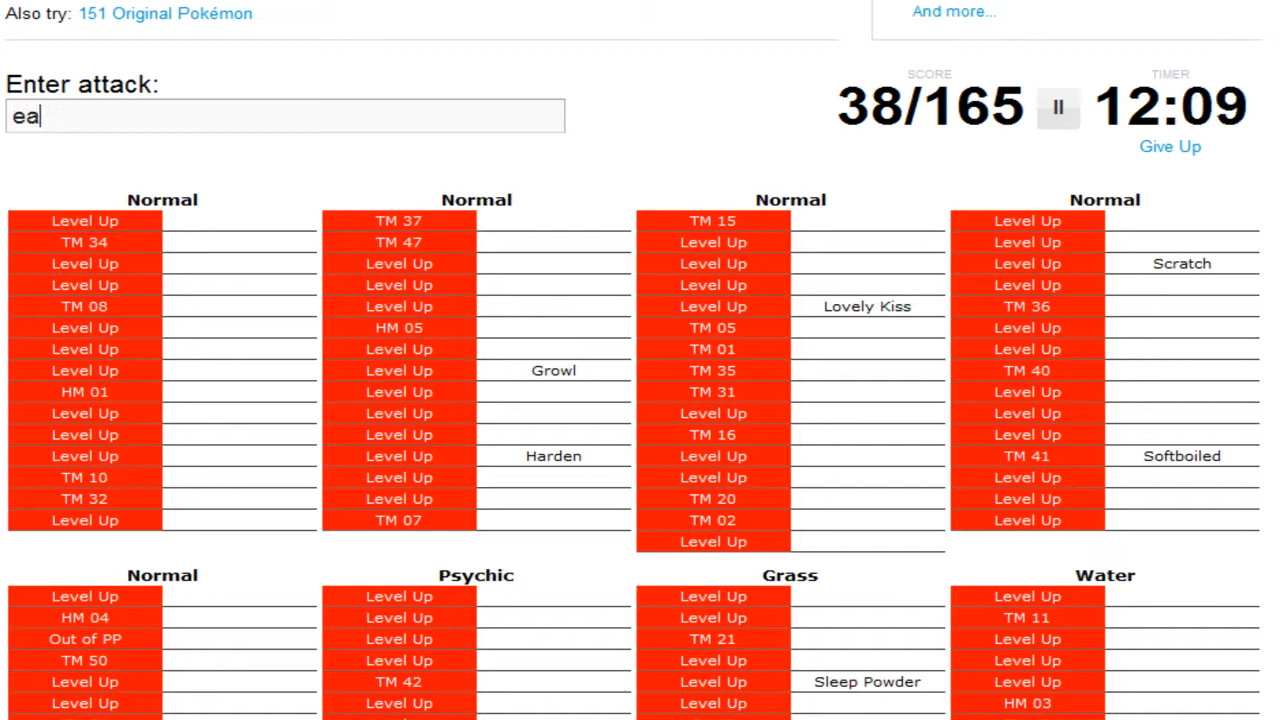 Also try: 151 Original Pokémon
And more...
Enter attack:
ea
SCORE
38/165
TIMER
12:09
Give Up
Normal Normal Normal Normal
Level Up TM 37 TM 15 Level Up
TM 34 TM 47 Level Up Level Up
Level Up Level Up Level Up Level Up Scratch
Level Up Level Up Level Up Level Up
TM 08 Level Up Level Up Lovely Kiss TM 36
Level Up HM 05 TM 05 Level Up
Level Up Level Up TM 01 Level Up
Level Up Level Up Growl TM 35 TM 40
HM 01 Level Up TM 31 Level Up
Level Up Level Up Level Up Level Up
Level Up Level Up TM 16 Level Up
Level Up Level Up Harden Level Up TM 41 Softboiled
TM 10 Level Up Level Up Level Up
TM 32 Level Up TM 20 Level Up
Level Up TM 07 TM 02 Level Up
Level Up
Normal Psychic Grass Water
Level Up Level Up Level Up Level Up
HM 04 Level Up Level Up TM 11
Out of PP Level Up TM 21 Level Up
TM 50 Level Up Level Up Level Up
Level Up TM 42 Level Up Sleep Powder Level Up
Level Up Level Up Level Up HM 03